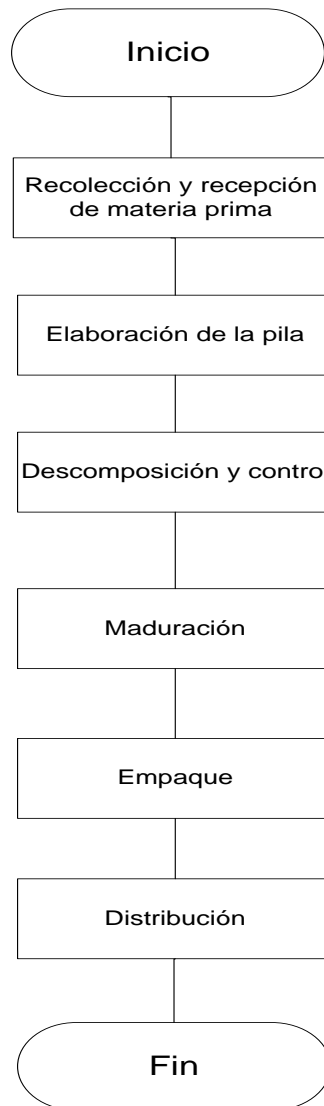 Inicio
Recolección y recepción
de materia prima
Elaboración de la pila
Descomposición y contro
Maduración
Empaque
Distribución
Fin